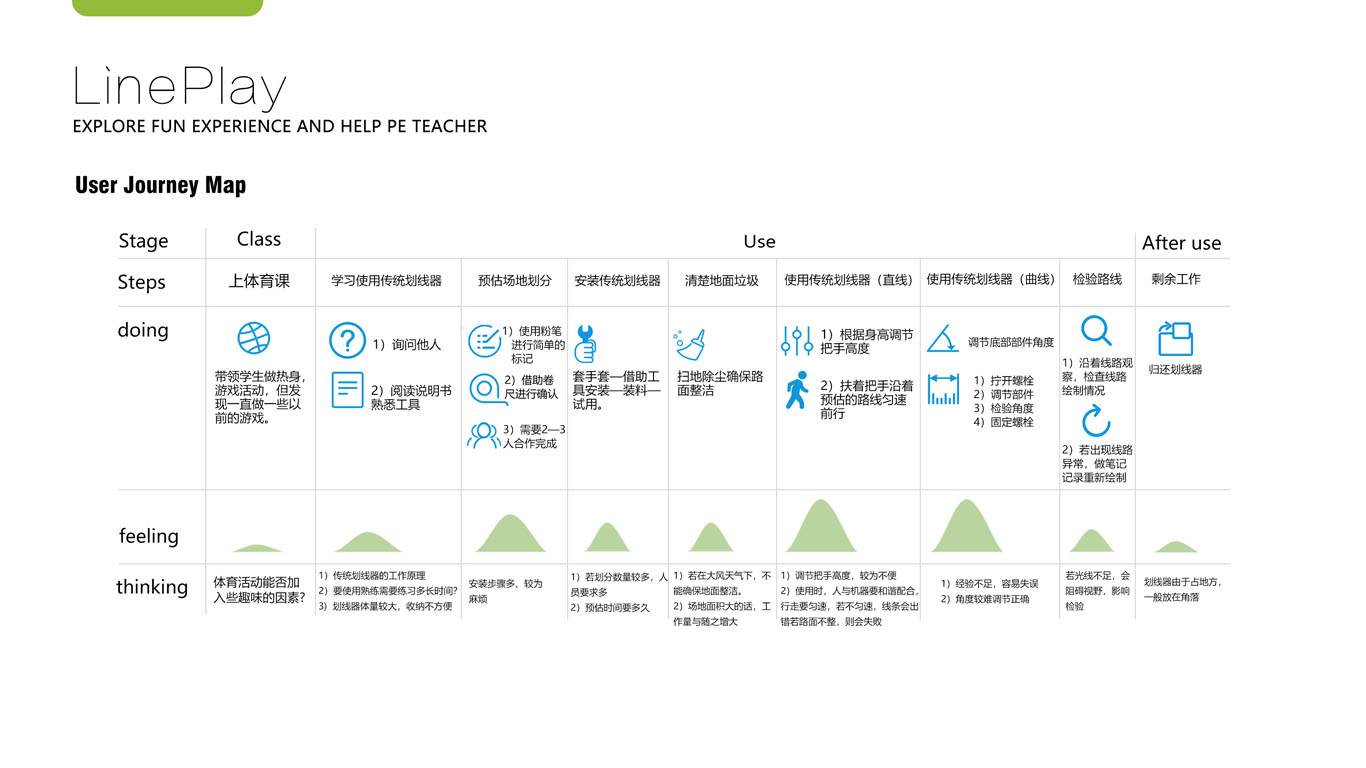 LinePlay
EXPLORE FUN EXPERIENCE AND HELP PE TEACHER
User Journey Map
Stage
Class
Use
After use
Steps
上体育课
学习使用传统划线器
预估场地划分
安装传统划线器
清楚地面垃圾
使用传统划线器（直线）
使用传统划线器（曲线）
检验路线
剩余工作
doing
带领学生做热身，
游戏活动，但发
现一直做一些以
前的游戏。
1）询问他人
2）阅读说明书
熟悉工具
1）使用粉笔
进行简单的
标记
2）借助卷
尺进行确认
3）需要2—3
人合作完成
套手套—借助工
具安装—装料—
试用。
扫地除尘确保路
面整洁
1）根据身高调节
把手高度
2）扶着把手沿着
预估的路线匀速
前行
调节底部部件角度
1）拧开螺栓
2）调节部件
3）检验角度
4）固定螺栓
1）沿着线路观
察，检查线路
绘制情况
2）若出现线路
异常，做笔记
记录重新绘制
归还划线器
feeling
thinking
体育活动能否加
入些趣味的因素?
1）传统划线器的工作原理
2）要使用熟练需要练习多长时间?
3）划线器体量较大，收纳不方便
安装步骤多、较为
麻烦
1）若划分数量较多，人
员要求多
2）预估时间要多久
1）若在大风天气下，不
能确保地面整洁。
2）场地面积大的话，工
作量与随之增大
1）调节把手高度，较为不便
2）使用时，人与机器要和谐配合，
行走要匀速，若不匀速，线条会出
错若路面不整，则会失败
1）经验不足，容易失误
2）角度较难调节正确
若光线不足，会
阻碍视野，影响
检验
划线器由于占地方，
一般放在角落